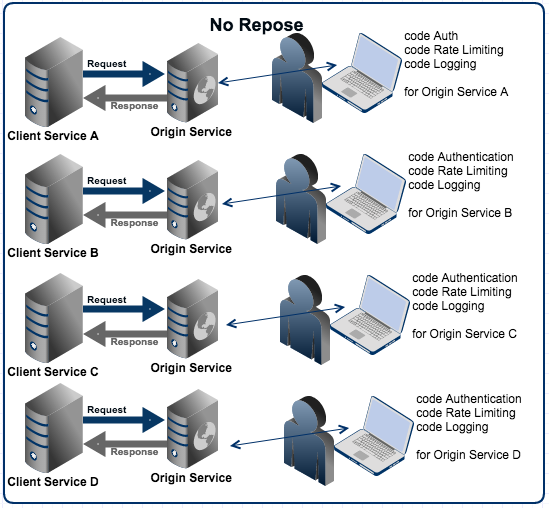 No Repose
Request
Response
Client Service A
Origin Service
code Auth
code Rate Limiting
code Logging
for Origin Service A
Request
Response
Client Service B
Origin Service
code Authentication
code Rate Limiting
code Logging
for Origin Service B
Request
Response
Client Service C
Origin Service
code Authentication
code Rate Limiting
code Logging
for Origin Service C
Request
Response
Client Service D
Origin Service
code Authentication
code Rate Limiting
code Logging
for Origin Service D